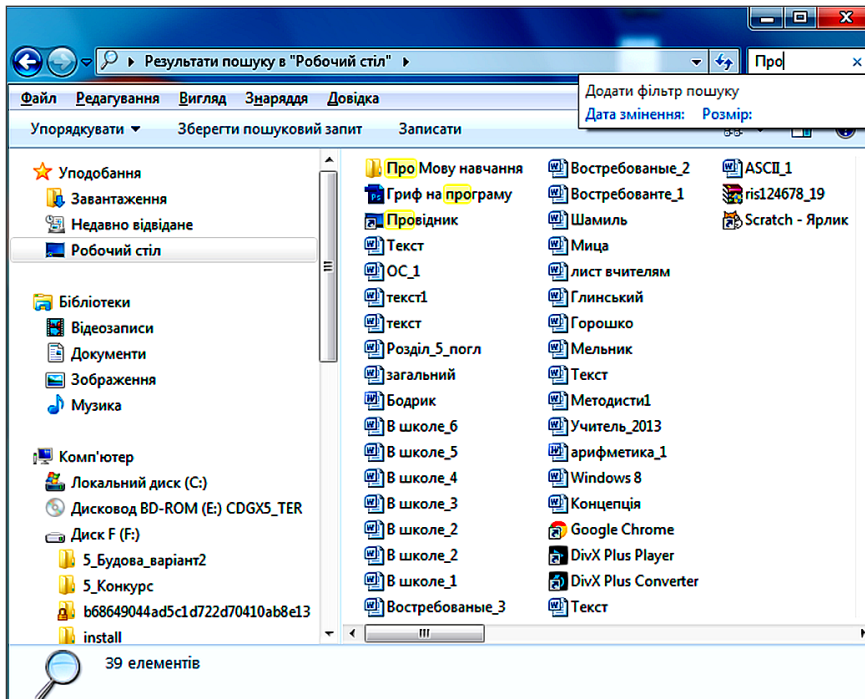 Результати пошуку в "Робочий стіл"
Про
Додати фільтр пошуку
Дата змінення: Розмір:
Файл Редагування Вигляд Знаряддя Довідка
Упорядкувати Зберегти пошуковий запит Записати
Уподобання
Завантаження
Недавно відвідане
Робочий стіл
Бібліотеки
Відеозаписи
Документи
Зображення
Музика
Комп'ютер
Локальний диск (C:)
Дисковод BD-ROM (E:) CDGX5_TER
Диск F (F:)
5_Будова_варіант2
5_Конкурс
b68649044ad5c1d722d70410ab8e13
install
Про Мову навчання
Гриф на програму
Провідник
Текст
ОС_1
текст1
текст
Розділ_5_погл
загальний
Бодрик
В школе_6
В школе_5
В школе_4
В школе_3
В школе_2
В школе_2
В школе_1
Востребованые_3
Востребованые_2
Востребованте_1
Шамиль
Мица
лист вчителям
Глинський
Горошко
Мельник
Текст
Методисти1
Учитель_2013
арифметика_1
Windows 8
Концепція
Google Chrome
DivX Plus Player
DivX Plus Converter
Текст
ASCII_1
ris124678_19
Scratch - Ярлик
39 елементів